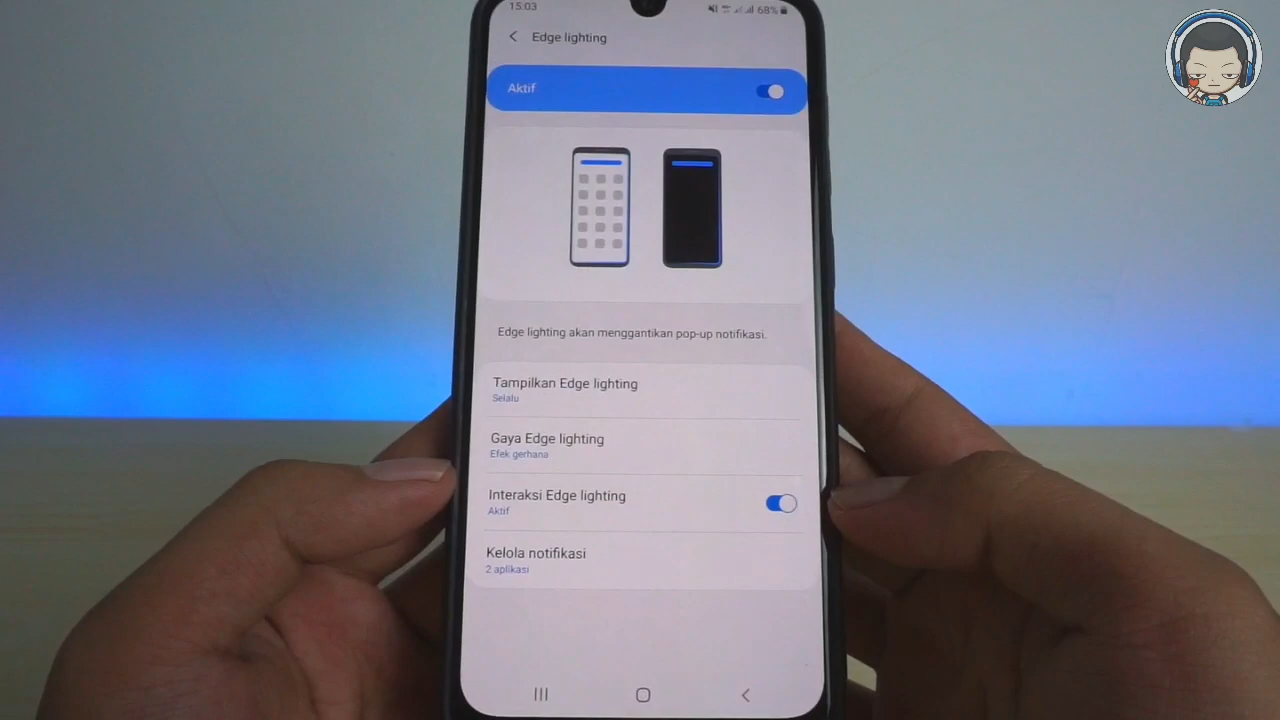 15:03
68%
Edge lighting
Aktif
Edge lighting akan menggantikan pop-up notifikasi.
Tampilkan Edge lighting
Selalu
Gaya Edge lighting
Efek gerhana
Interaksi Edge lighting
Aktif
Kelola notifikasi
2 aplikasi